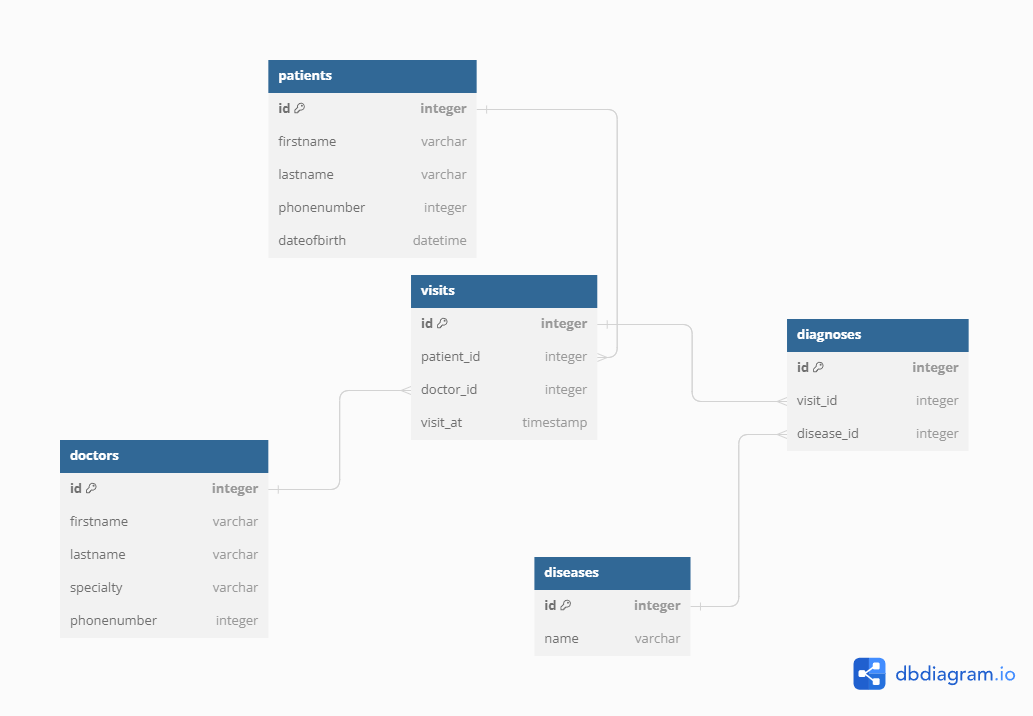 patients
id integer
firstname varchar
lastname varchar
phonenumber integer
dateofbirth datetime
visits
id integer
patient_id integer
doctor_id integer
visit_at timestamp
diagnoses
id integer
visit_id integer
disease_id integer
doctors
id integer
firstname varchar
lastname varchar
specialty varchar
phonenumber integer
diseases
id integer
name varchar
dbdiagram.io